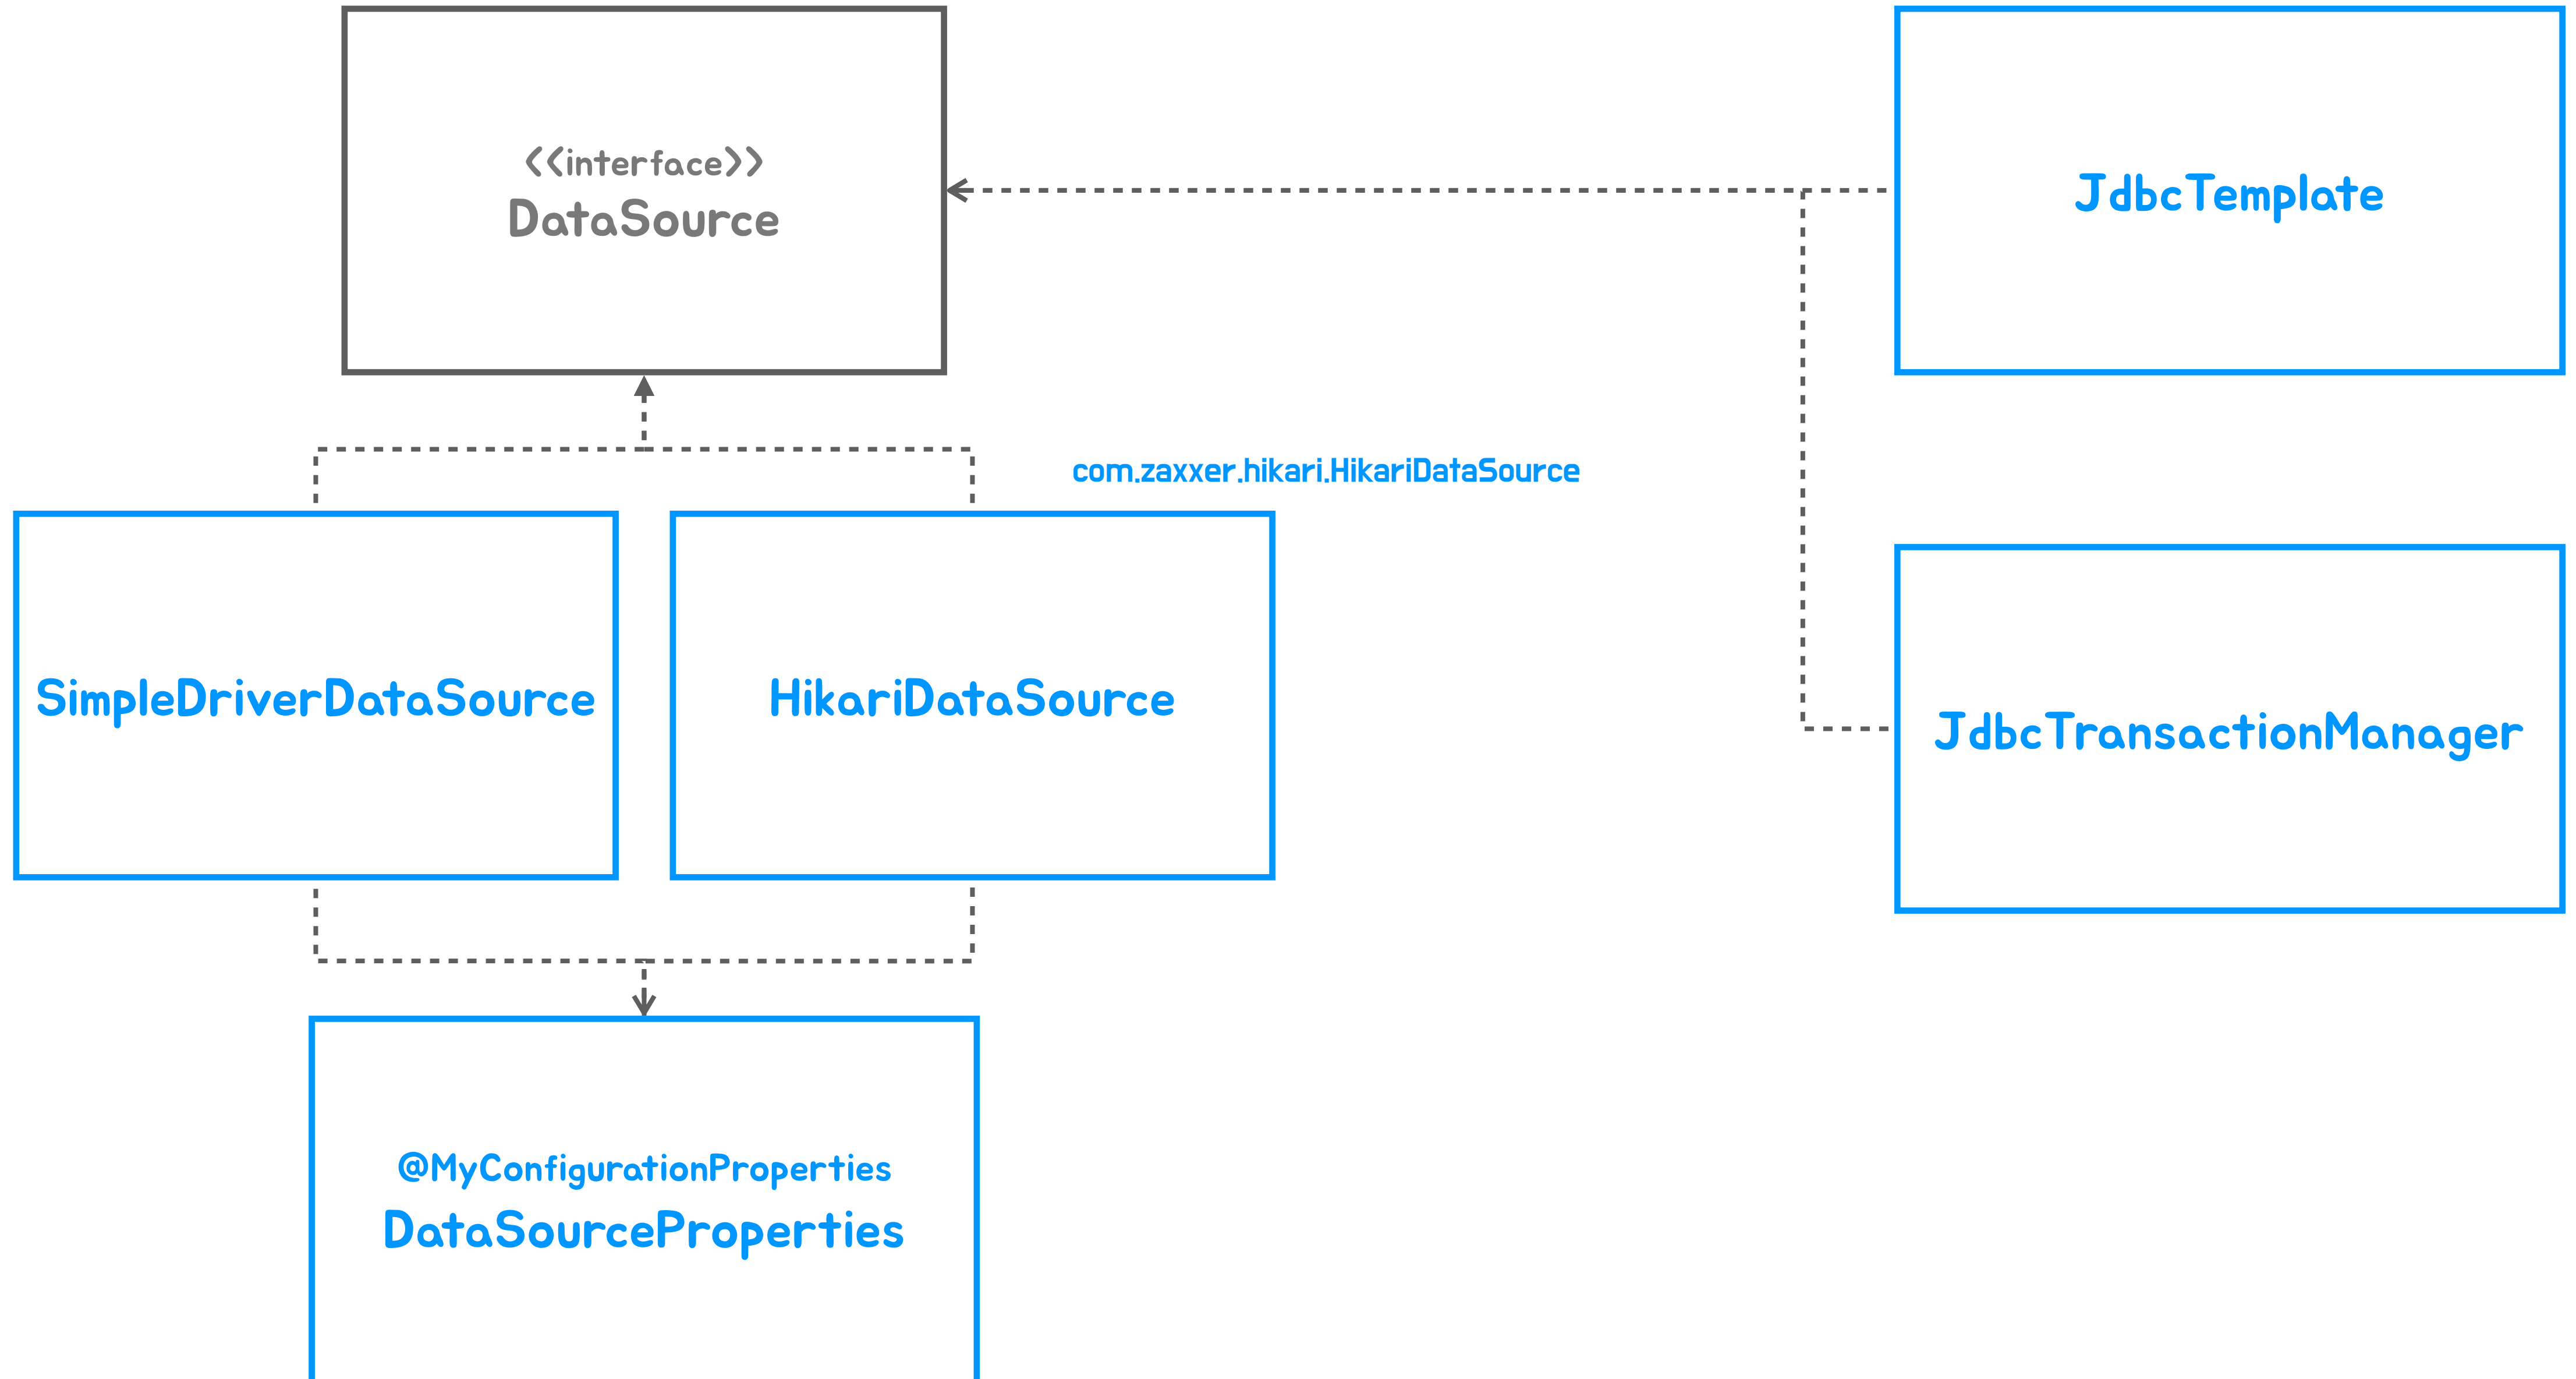 <<interface>>
DataSource
JdbcTemplate
com.zaxxer.hikari.HikariDataSource
SimpleDriverDataSource
HikariDataSource
JdbcTransactionManager
@MyConfigurationProperties
DataSourceProperties